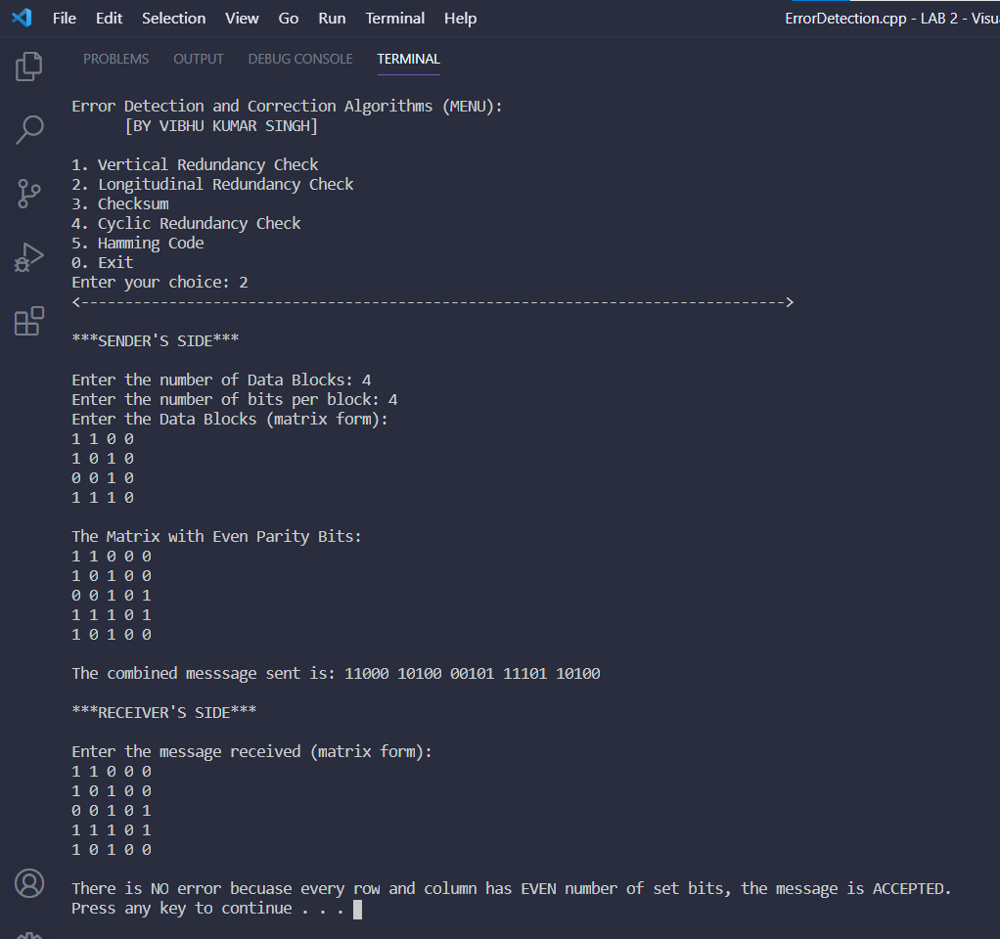 File Edit Selection View Go Run Terminal Help ErrorDetection.cpp - LAB 2 - Visu
PROBLEMS OUTPUT DEBUG CONSOLE TERMINAL
Error Detection and Correction Algorithms (MENU):
[BY VIBHU KUMAR SINGH]
1. Vertical Redundancy Check
2. Longitudinal Redundancy Check
3. Checksum
4. Cyclic Redundancy Check
5. Hamming Code
0. Exit
Enter your choice: 2
<-------------------------------------------------------------------------------->
***SENDER'S SIDE***
Enter the number of Data Blocks: 4
Enter the number of bits per block: 4
Enter the Data Blocks (matrix form):
1 1 0 0
1 0 1 0
0 0 1 0
1 1 1 0
The Matrix with Even Parity Bits:
1 1 0 0 0
1 0 1 0 0
0 0 1 0 1
1 1 1 0 1
1 0 1 0 0
The combined messsage sent is: 11000 10100 00101 11101 10100
***RECEIVER'S SIDE***
Enter the message received (matrix form):
1 1 0 0 0
1 0 1 0 0
0 0 1 0 1
1 1 1 0 1
1 0 1 0 0
There is NO error becuase every row and column has EVEN number of set bits, the message is ACCEPTED.
Press any key to continue . . .